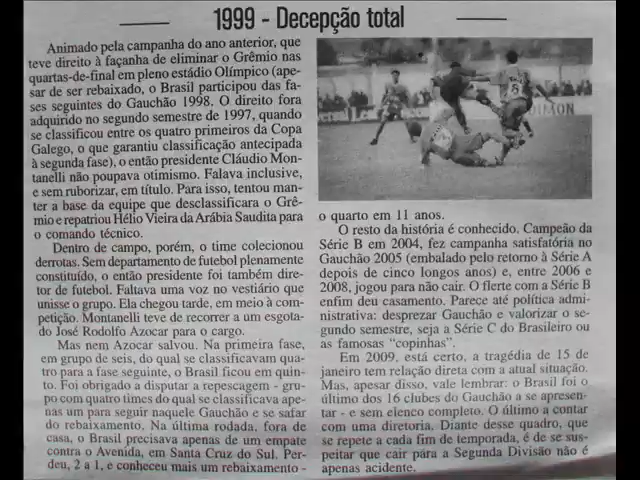 1999 - Decepção total
Animado pela campanha do ano anterior, que
teve direito à façanha de eliminar o Grêmio nas
quartas-de-final em pleno estádio Olímpico (ape-
sar de ser rebaixado, o Brasil participou das fa-
ses seguintes do Gauchão 1998. O direito fora
adquirido no segundo semestre de 1997, quando
se classificou entre os quatro primeiros da Copa
Galego, o que garantiu classificação antecipada
à segunda fase), o então presidente Cláudio Mon-
tanelli não poupava otimismo. Falava inclusive,
e sem ruborizar, em título. Para isso, tentou man-
ter a base da equipe que desclassificara o Grê-
mio e repatriou Hélio Vieira da Arábia Saudita para
o comando técnico.
Dentro de campo, porém, o time colecionou
derrotas. Sem departamento de futebol plenamente
constituído, o então presidente foi também dire-
tor de futebol. Faltava uma voz no vestiário que
unisse o grupo. Ela chegou tarde, em meio à com-
petição. Montanelli teve de recorrer a um esgota-
do José Rodolfo Azocar para o cargo.
Mas nem Azocar salvou. Na primeira fase,
em grupo de seis, do qual se classificavam qua-
tro para a fase seguinte, o Brasil ficou em quin-
to. Foi obrigado a disputar a repescagem - grupo
com quatro times do qual se classificava ape-
nas um para seguir naquele Gauchão e se safar
do rebaixamento. Na última rodada, fora de
casa, o Brasil precisava apenas de um empate
contra o Avenida, em Santa Cruz do Sul. Per-
deu, 2 a 1, e conheceu mais um rebaixamento -
o quarto em 11 anos.
O resto da história é conhecido. Campeão da
Série B em 2004, fez campanha satisfatória no
Gauchão 2005 (embalado pelo retorno à Série A
depois de cinco longos anos) e, entre 2006 e
2008, jogou para não cair. O flerte com a Série B
enfim deu casamento. Parece até política admi-
nistrativa: desprezar Gauchão e valorizar o se-
gundo semestre, seja a Série C do Brasileiro ou
as famosas "copinhas".
Em 2009, está certo, a tragédia de 15 de
janeiro tem relação direta com a atual situação.
Mas, apesar disso, vale lembrar: o Brasil foi o
último dos 16 clubes do Gauchão a se apresen-
tar - e sem elenco completo. O último a contar
com uma diretoria. Diante desse quadro, que
se repete a cada fim de temporada, é de se sus-
peitar que cair para a Segunda Divisão não é
apenas acidente.